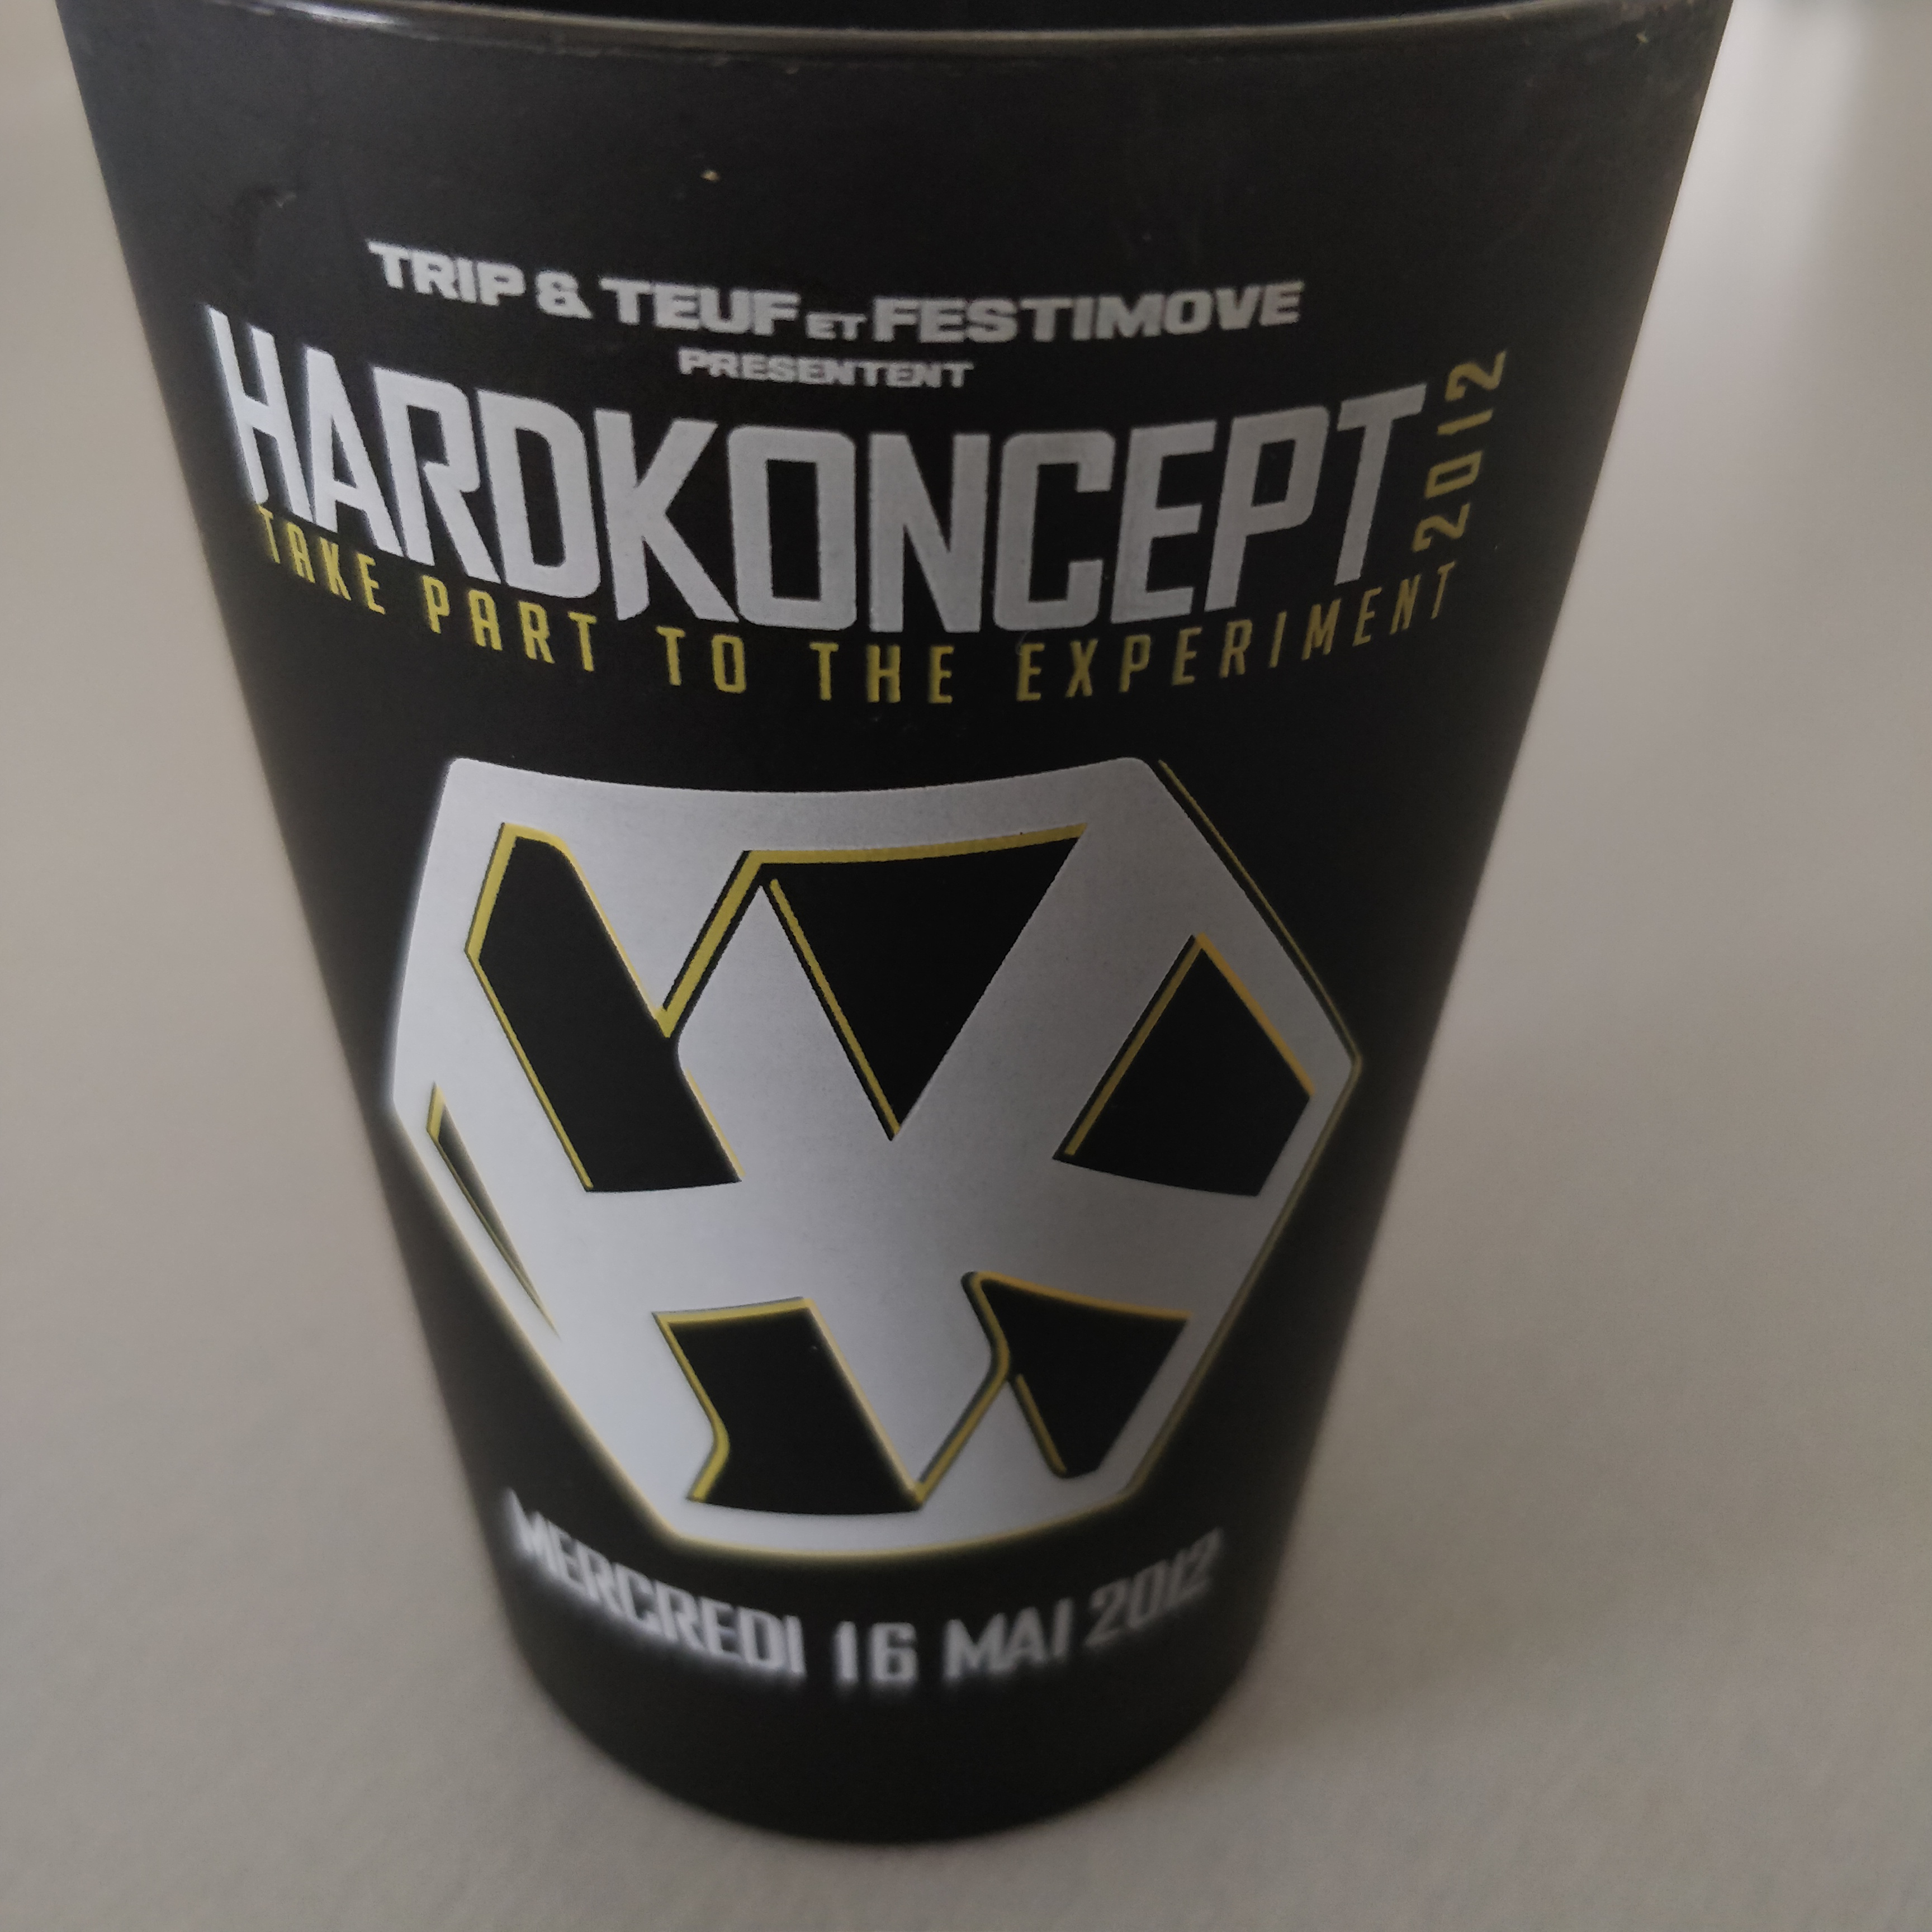 TRIP & TEUF ET FESTIMOVE
PRESENTENT
HARDKONCEPT 2012
TAKE PART TO THE EXPERIMENT
MERCREDI 16 MAI 2012